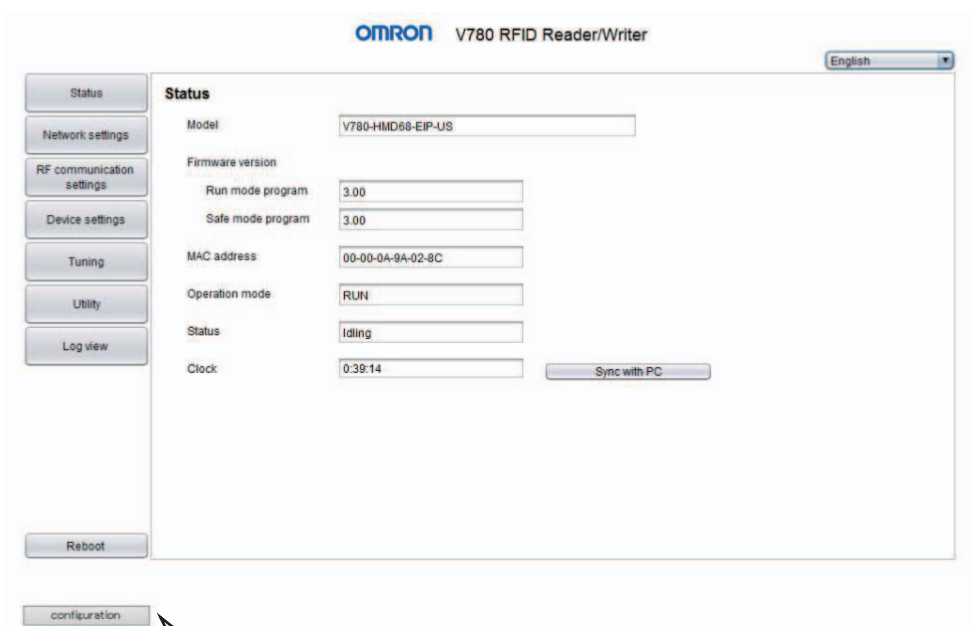 OMRON V780 RFID Reader/Writer
English
Status
Network settings
RF communication
settings
Device settings
Tuning
Utility
Log view
Reboot
configuration
Status
Model V780-HMD68-EIP-US
Firmware version
Run mode program 3.00
Safe mode program 3.00
MAC address 00-00-0A-9A-02-8C
Operation mode RUN
Status Idling
Clock 0:39:14 Sync with PC